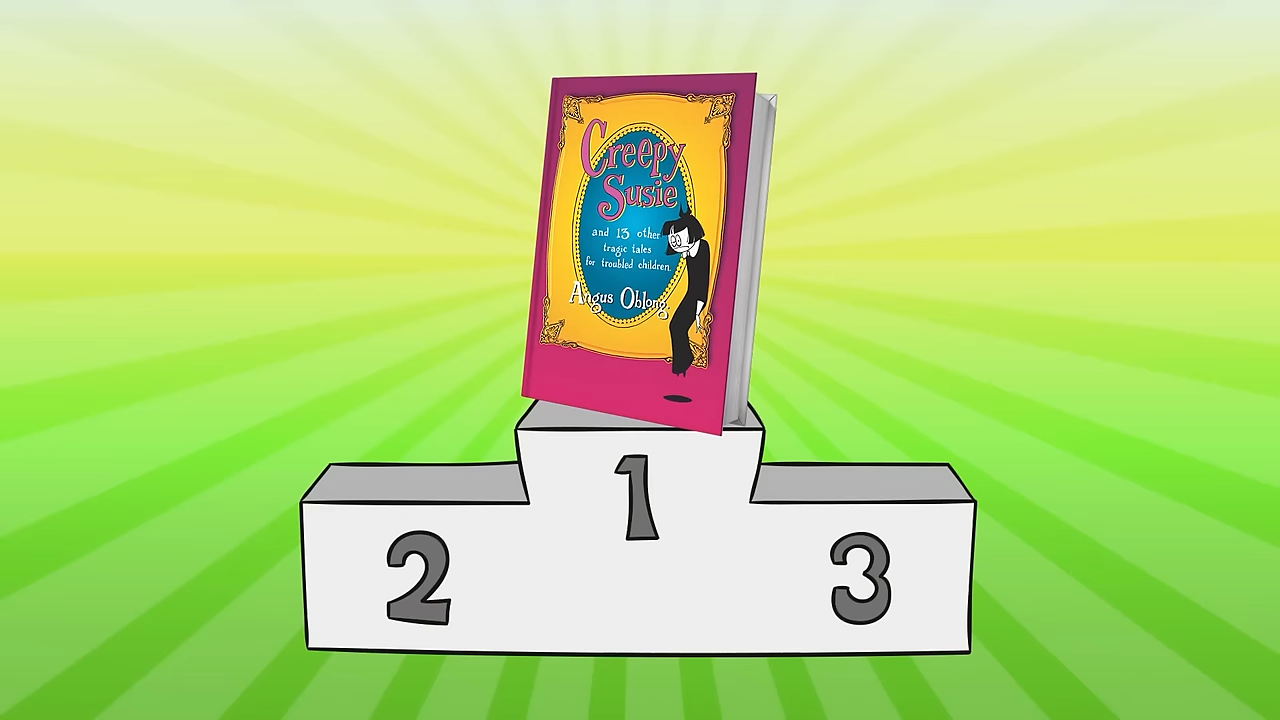 Creepy
Susie
and 13 other
tragic tales
for troubled children.
Angus Oblong
1
2
3